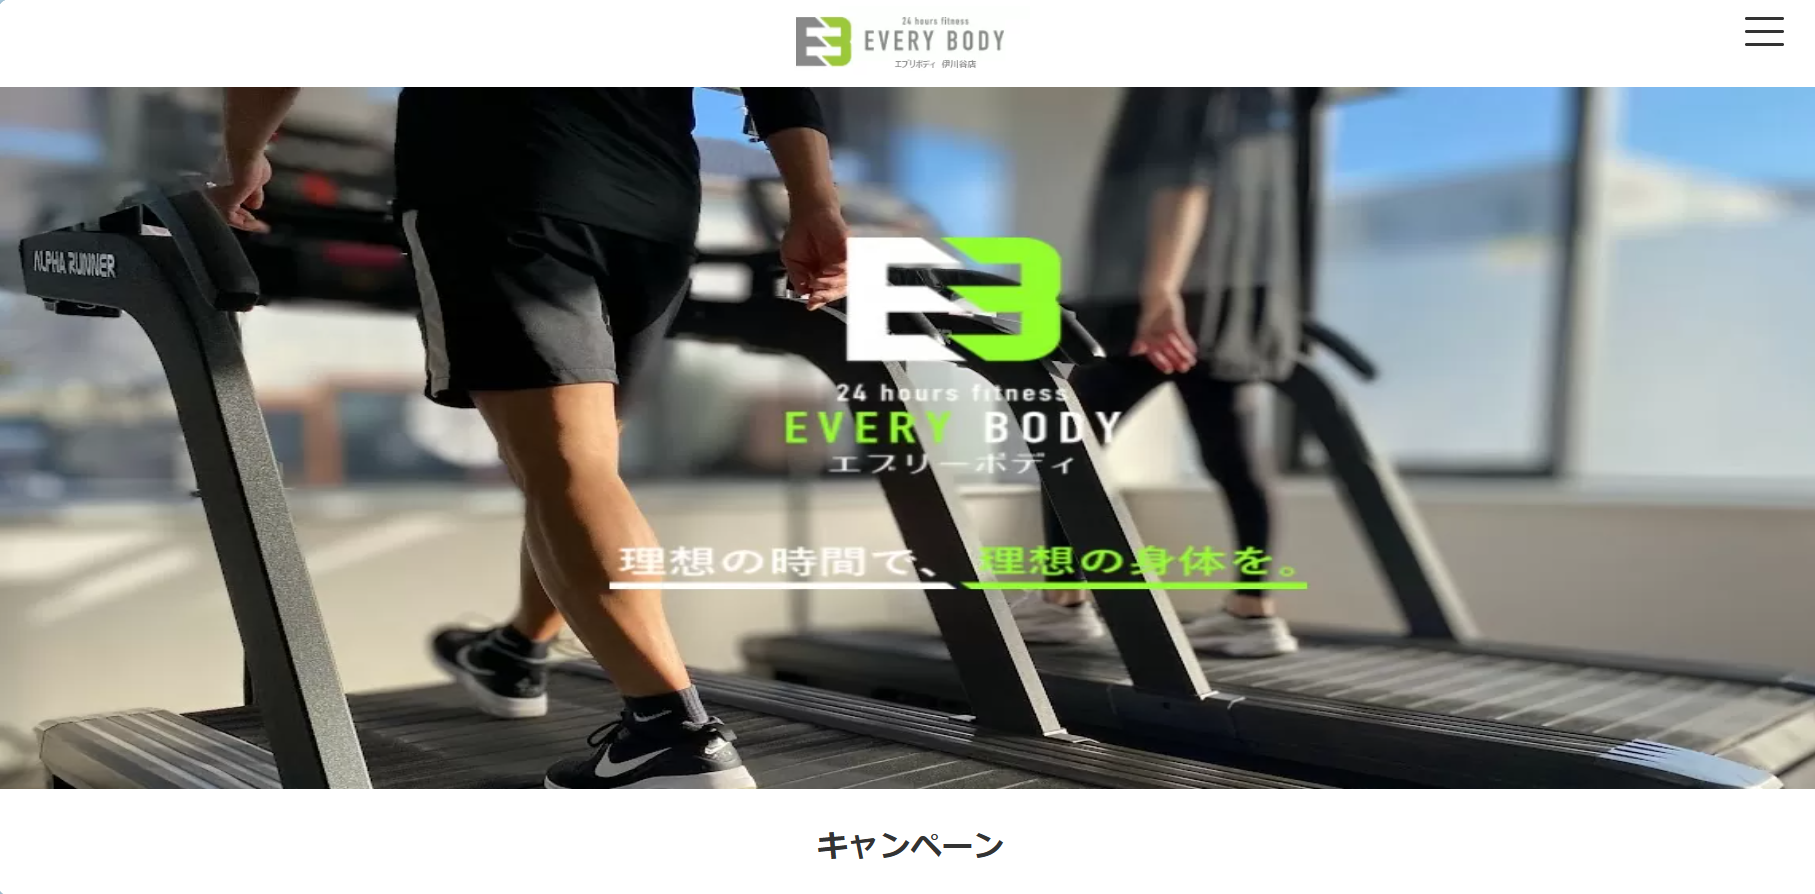 24 hours fitness
EVERY BODY
エブリボディ 伊川谷店
ALPHA RUNNER
24 hours fitness
EVERY BODY
エブリーボディ
理想の時間で、理想の身体を。
キャンペーン